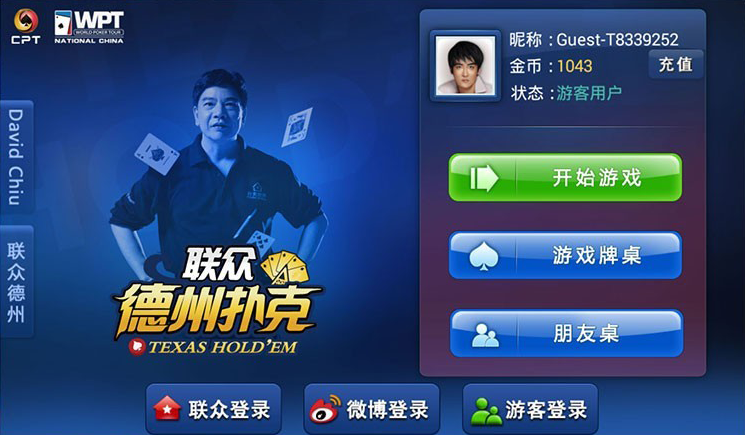 CPT
WPT
WORLD POKER TOUR
NATIONAL CHINA
David Chiu
联众德州
联众
德州扑克
TEXAS HOLD'EM
昵称：Guest-T8339252
金币：1043
充值
状态：游客用户
开始游戏
游戏牌桌
朋友桌
联众登录
微博登录
游客登录